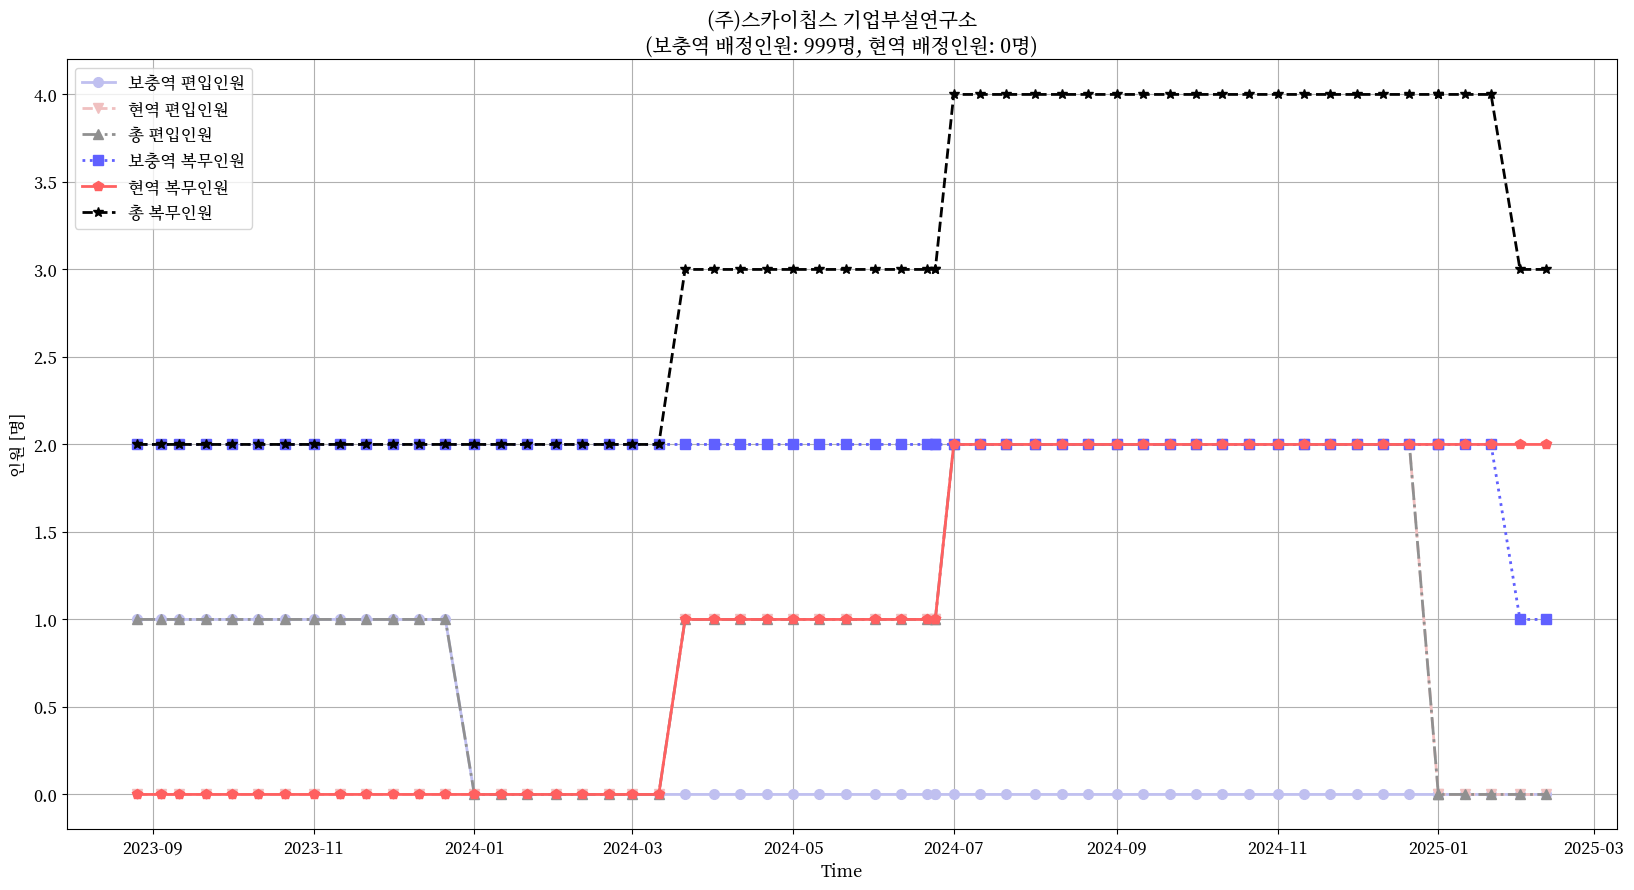 (주)스카이칩스 기업부설연구소
(보충역 배정인원: 999명, 현역 배정인원: 0명)
보충역 편입인원
현역 편입인원
총 편입인원
보충역 복무인원
현역 복무인원
총 복무인원
4.0
3.5
3.0
2.5
2.0
1.5
1.0
0.5
0.0
인원 [명]
2023-09 2023-11 2024-01 2024-03 2024-05 2024-07 2024-09 2024-11 2025-01 2025-03
Time